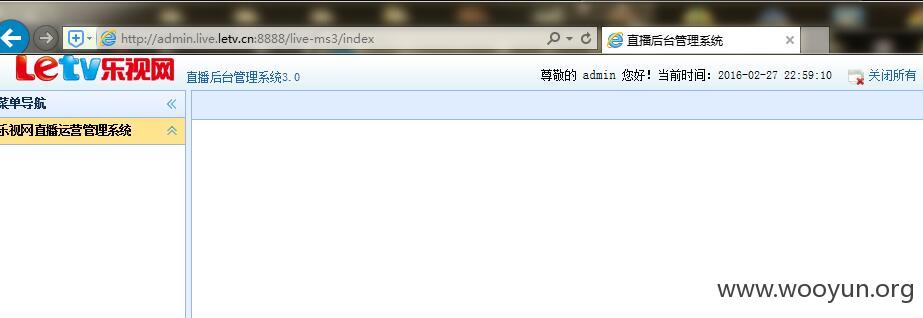 http://admin.live.letv.cn:8888/live-ms3/index
直播后台管理系统
Letv乐视网 直播后台管理系统3.0 尊敬的 admin 您好！当前时间：2016-02-27 22:59:10 关闭所有
菜单导航
乐视网直播运营管理系统
www.wooyun.org